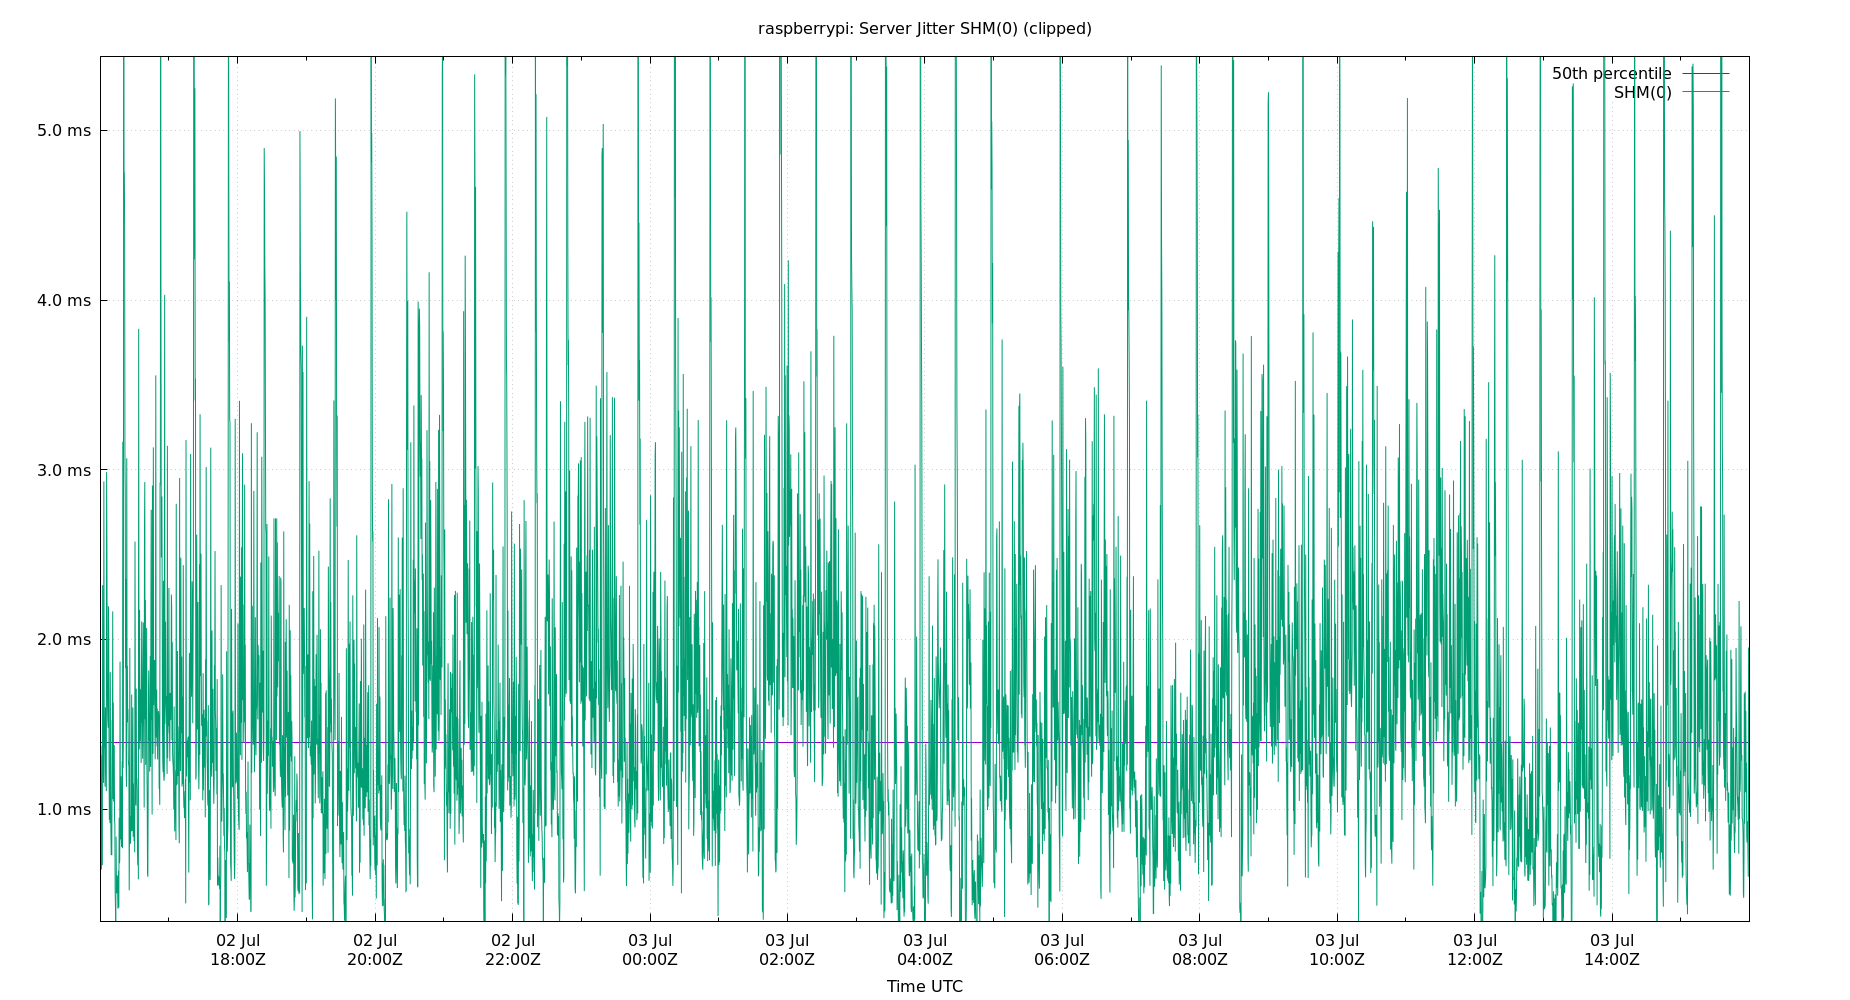 raspberrypi: Server Jitter SHM(0) (clipped)
50th percentile
SHM(0)
5.0 ms
4.0 ms
3.0 ms
2.0 ms
1.0 ms
02 Jul 02 Jul 02 Jul 03 Jul 03 Jul 03 Jul 03 Jul 03 Jul 03 Jul 03 Jul 03 Jul
18:00Z 20:00Z 22:00Z 00:00Z 02:00Z 04:00Z 06:00Z 08:00Z 10:00Z 12:00Z 14:00Z
Time UTC